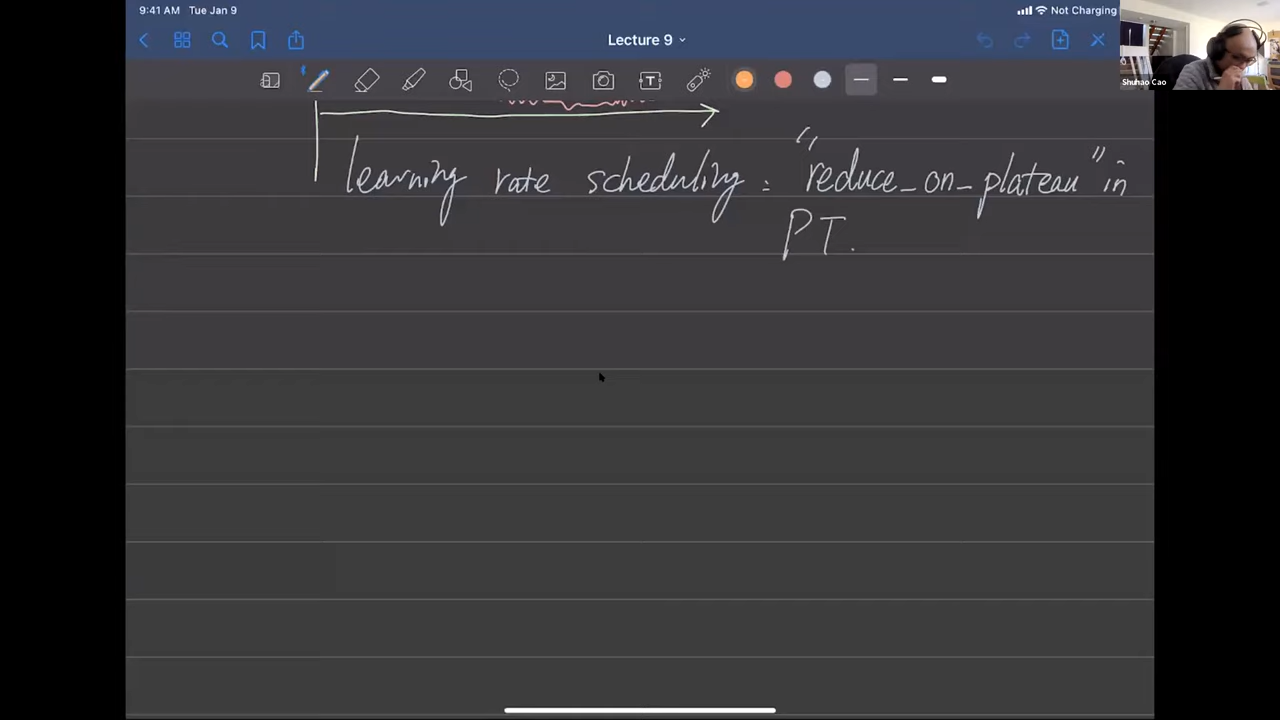 9:41 AM Tue Jan 9
Not Charging
Lecture 9
Shuhao Cao
learning rate scheduling : "reduce_on_plateau" in
PT.